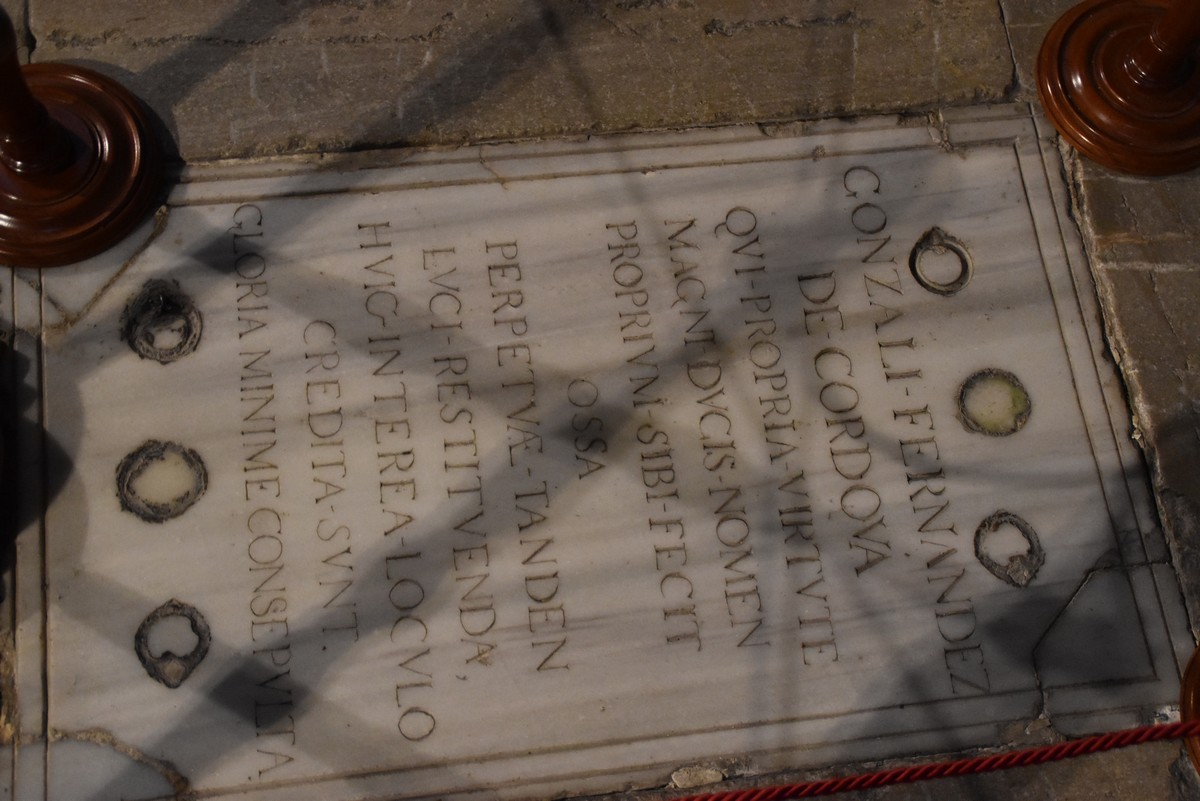 GONZALI-FERNANDEZ
DE-CORDOVA
QVI-PROPRIA-VIRTVTE
MAGNI-DVCIS-NOMEN
PROPRIVM-SIBI-FECIT
OSSA
PERPETVÆ-TANDEN
LVCI-RESTITVENDA,
HVIC-INTEREA-LOCVLO
CREDITA-SVNT.
GLORIA MINIME CONSEPVLTA